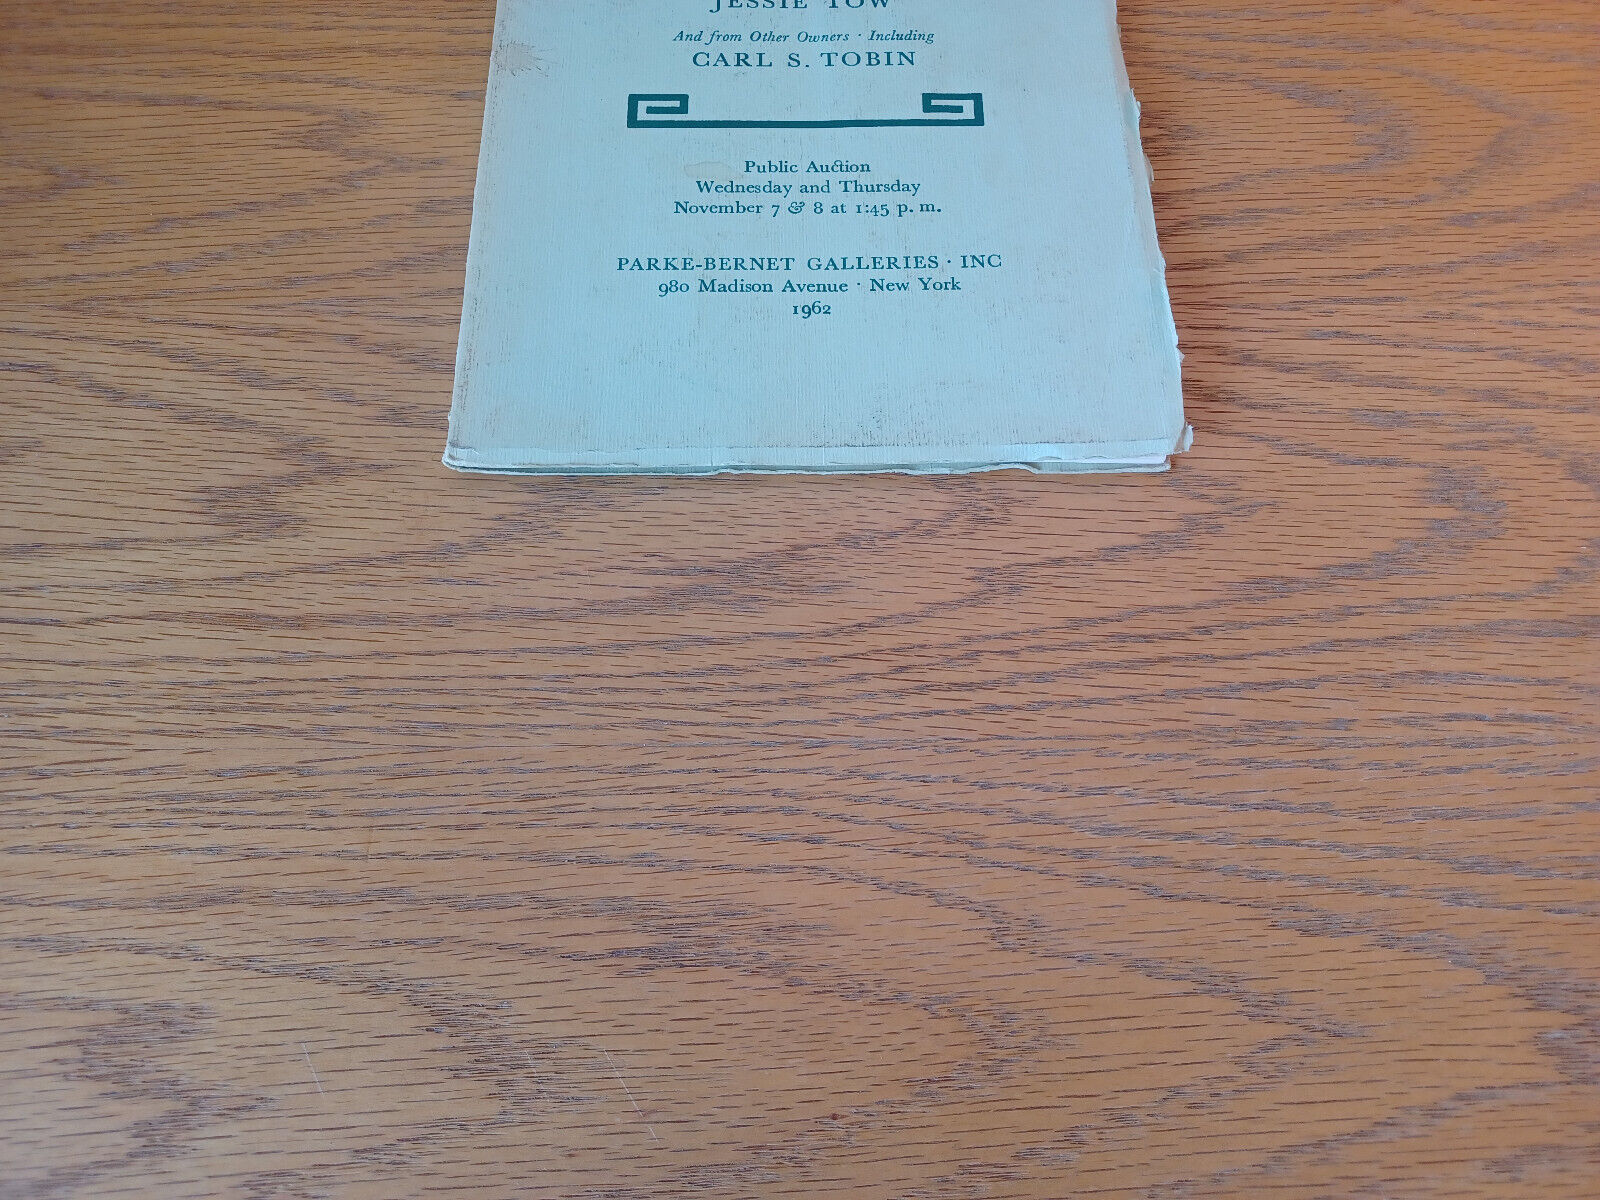 JESSIE TOW
And from Other Owners · Including
CARL S. TOBIN
Public Auction
Wednesday and Thursday
November 7 & 8 at 1:45 p. m.
PARKE-BERNET GALLERIES · INC
980 Madison Avenue · New York
1962